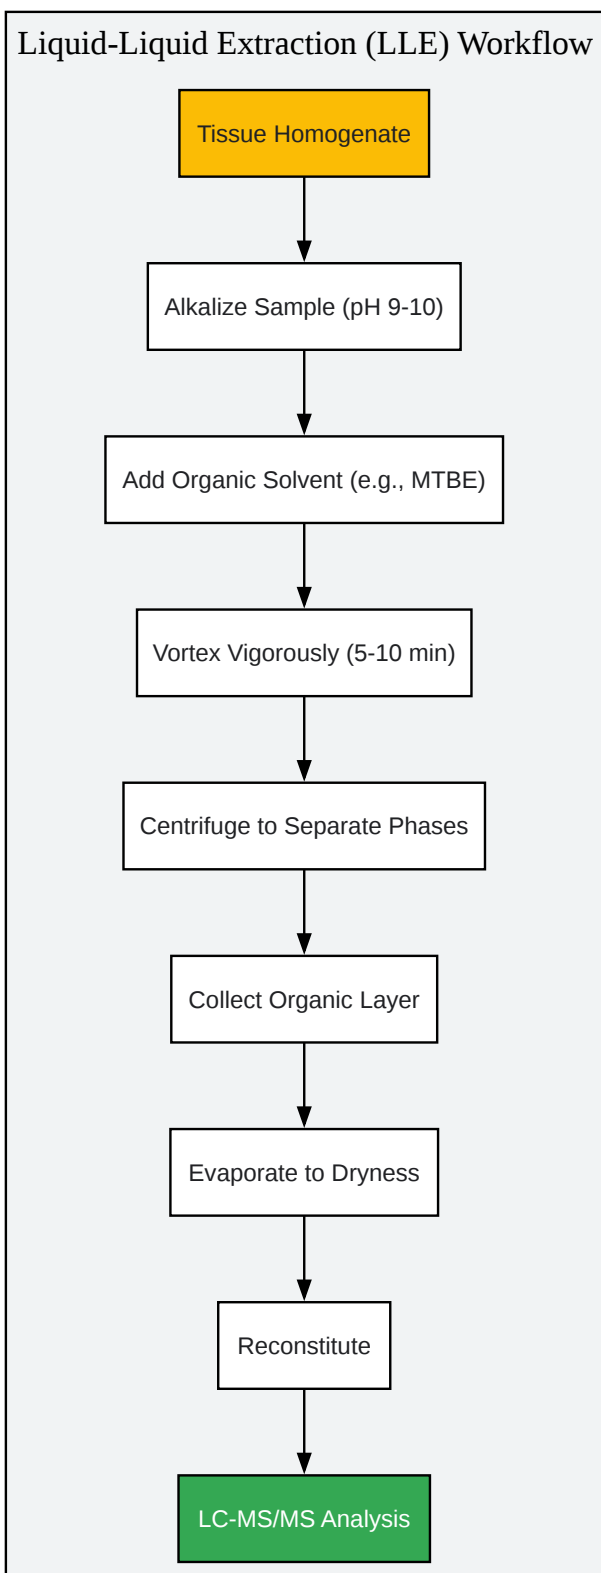 Liquid-Liquid Extraction (LLE) Workflow
Tissue Homogenate
Alkalize Sample (pH 9-10)
Add Organic Solvent (e.g., MTBE)
Vortex Vigorously (5-10 min)
Centrifuge to Separate Phases
Collect Organic Layer
Evaporate to Dryness
Reconstitute
LC-MS/MS Analysis